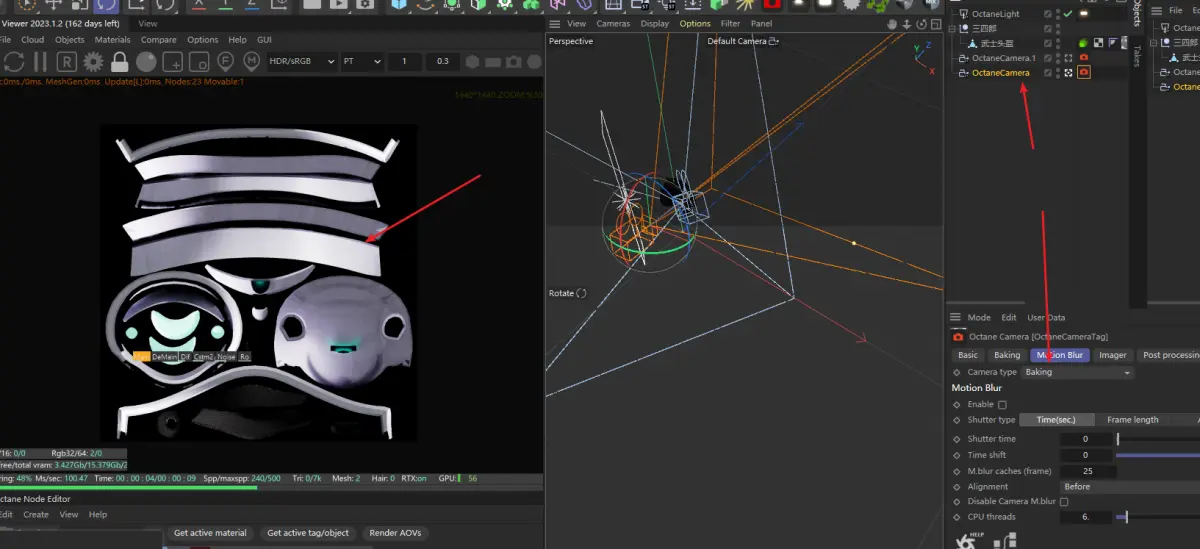 Viewer 2023.1.2 (162 days left)
View
File Cloud Objects Materials Compare Options Help GUI
HDR/sRGB PT 1 0.3
:0ms./0ms. MeshGen:0ms_Update[L]:0ms_Nodes:23 Movable:1
DeMain Dif Cstm2 Noise Ro
/16: 0/0 Rgb32/64: 2/0
free/total vram: 3.427Gb/15.379Gb/2
ring: 48% Ms/sec: 100.47 Time: 00 : 00 : 04/00 : 00 : 09 Spp/maxspp: 240/500 Tri: 0/7k Mesh: 2 Hair: 0 RTX:on GPU: 56
Octane Node Editor
Edit Create View Help
Get active material Get active tag/object Render AOVs
View Cameras Display Options Filter Panel
Perspective Default Camera
Y Z X
Rotate
OctaneLight
三四郎
武士头盔
OctaneCamera.1
OctaneCamera
Objects
Takes
File Edi
Octane
三四郎
武士
Octane
Octane
Mode Edit User Data
Octane Camera [OctaneCameraTag]
Basic Baking Motion Blur Imager Post processing
Camera type Baking
Motion Blur
Enable
Shutter type Time(sec.) Frame length
Shutter time 0
Time shift 0
M.blur caches (frame) 25
Alignment Before
Disable Camera M.blur
CPU threads 6.
HELP